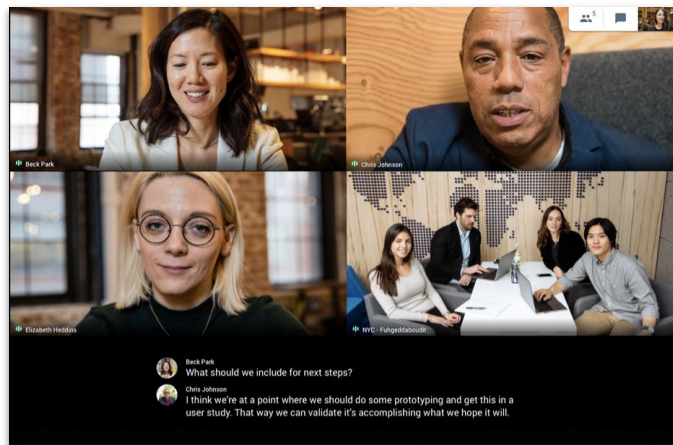 5
Beck Park
Chris Johnson
Elizabeth Heddins
NYC - Fuhgeddaboudit
Beck Park
What should we include for next steps?
Chris Johnson
I think we're at a point where we should do some prototyping and get this in a
user study. That way we can validate it's accomplishing what we hope it will.